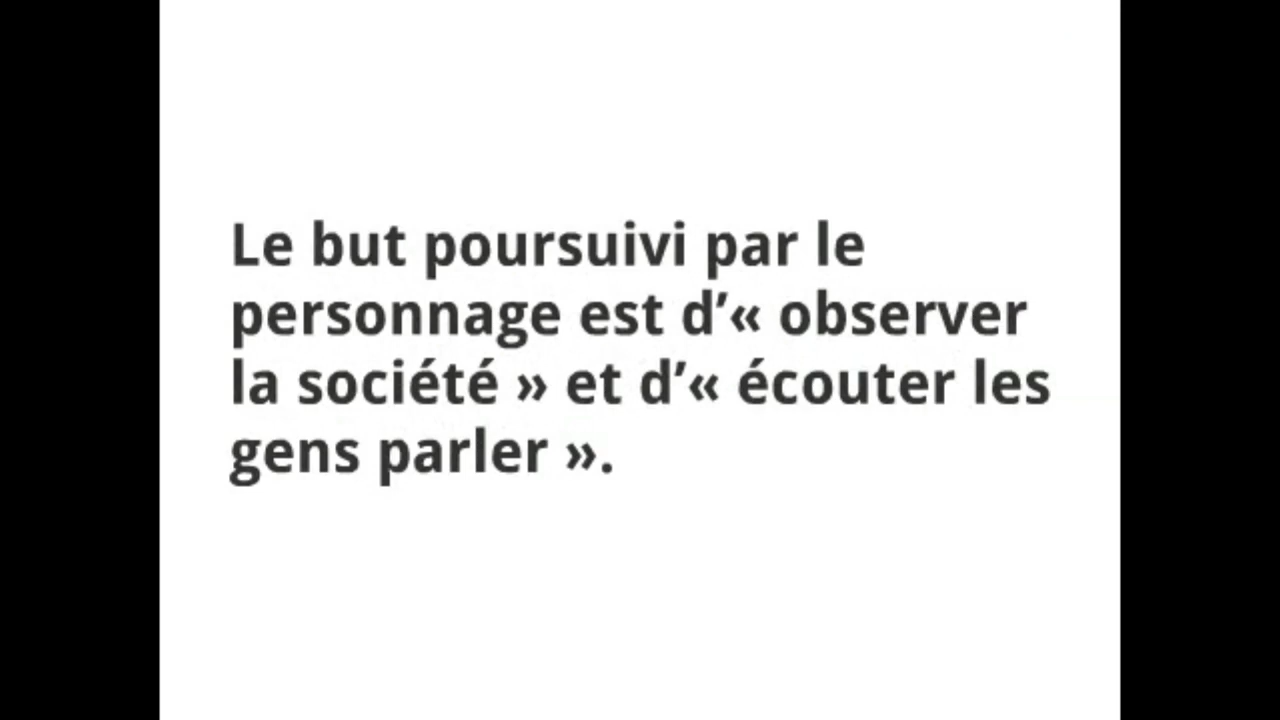 Le but poursuivi par le
personnage est d’« observer
la société » et d’« écouter les
gens parler ».